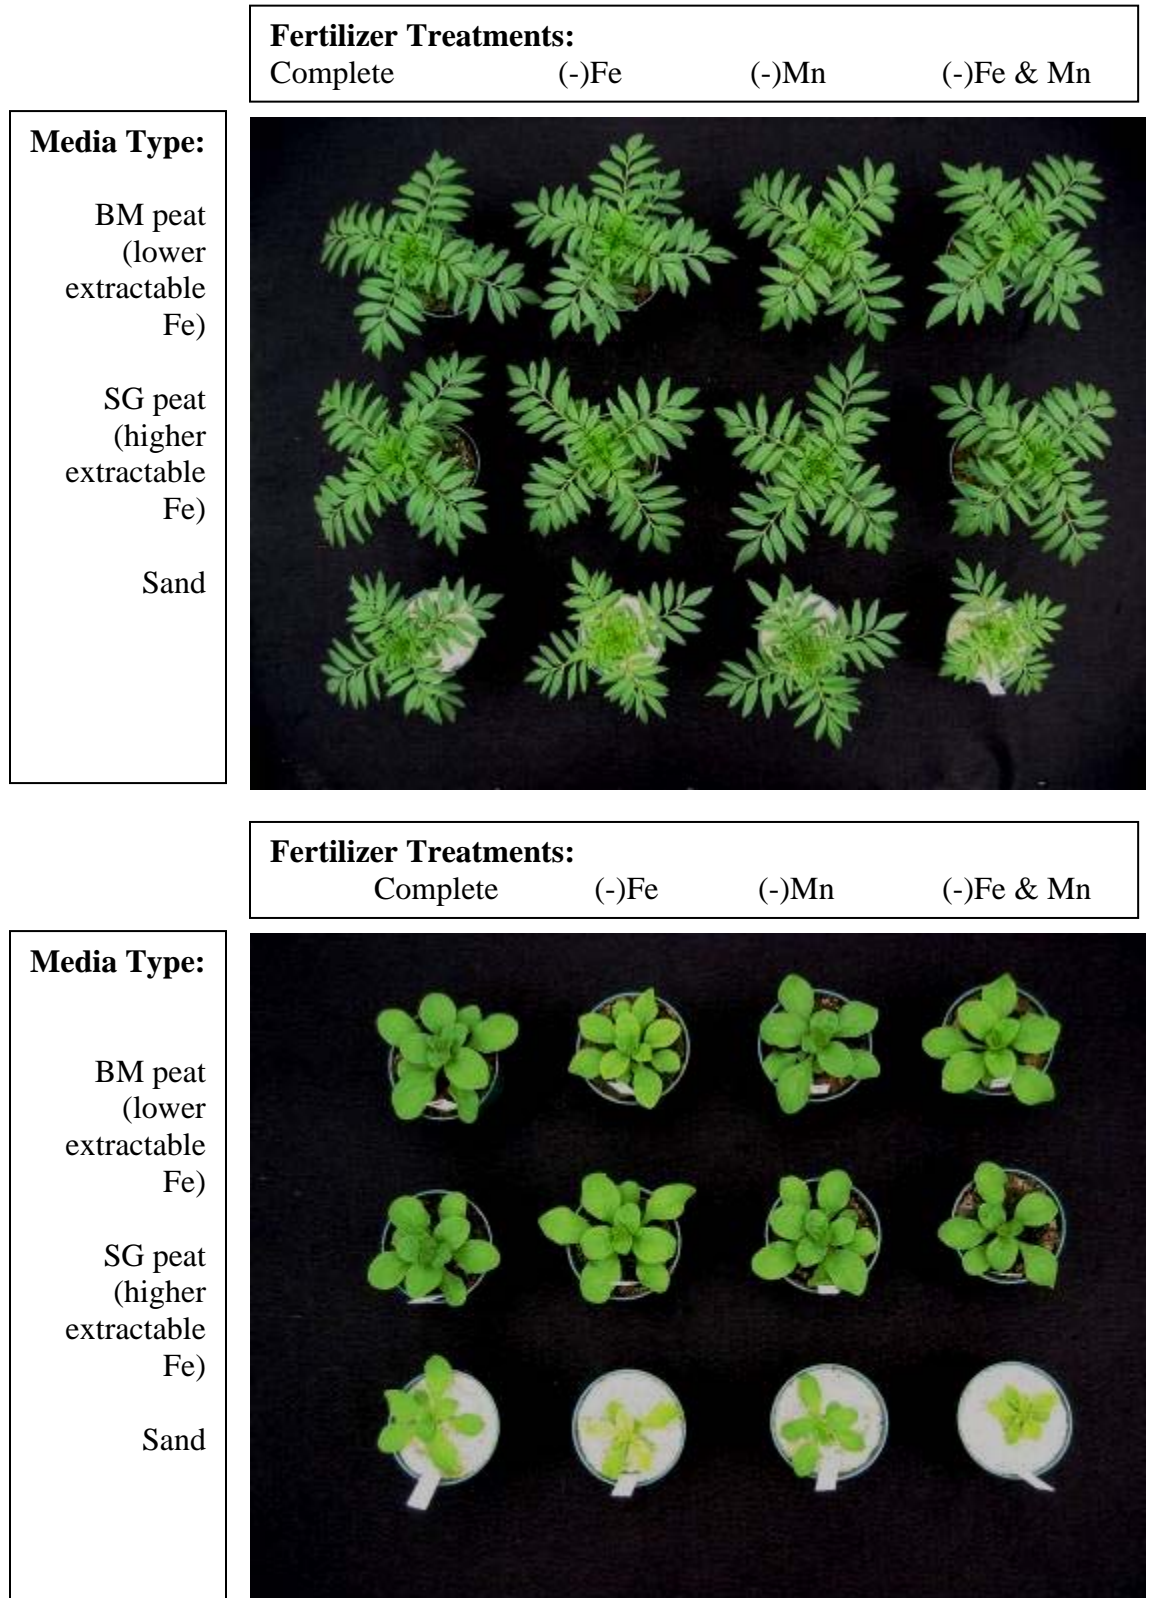 Fertilizer Treatments:
Complete (-)Fe (-)Mn (-)Fe & Mn
Media Type:
BM peat
(lower
extractable
Fe)
SG peat
(higher
extractable
Fe)
Sand
Fertilizer Treatments:
Complete (-)Fe (-)Mn (-)Fe & Mn
Media Type:
BM peat
(lower
extractable
Fe)
SG peat
(higher
extractable
Fe)
Sand